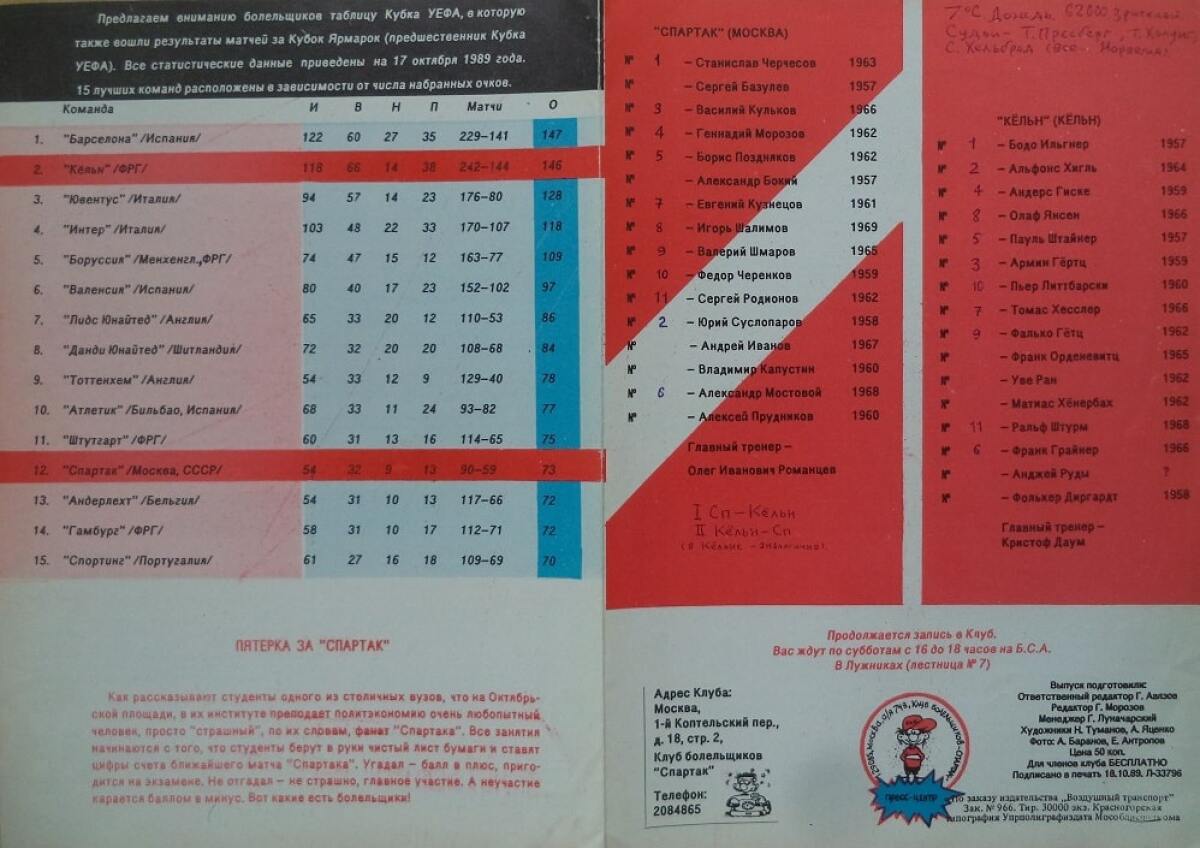 Предлагаем вниманию болельщиков таблицу Кубка УЕФА, в которую
также вошли результаты матчей за Кубок Ярмарок (предшественник Кубка
УЕФА). Все статистические данные приведены на 17 октября 1989 года.
15 лучших команд расположены в зависимости от числа набранных очков.
Команда И В Н П Матчи О
1. "Барселона" /Испания/ 122 60 27 35 229—141 147
2. "Кёльн" /ФРГ/ 118 66 14 38 242—144 146
3. "Ювентус" /Италия/ 94 57 14 23 176—80 128
4. "Интер" /Италия/ 103 48 22 33 170—107 118
5. "Боруссия" /Менхенгл.,ФРГ/ 74 47 15 12 163—77 109
6. "Валенсия" /Испания/ 80 40 17 23 152—102 97
7. "Лидс Юнайтед" /Англия/ 65 33 20 12 110—53 86
8. "Данди Юнайтед" /Шитландия/ 72 32 20 20 108—68 84
9. "Тоттенхем" /Англия/ 54 33 12 9 129—40 78
10. "Атлетик" /Бильбао, Испания/ 68 33 11 24 93—82 77
11. "Штутгарт" /ФРГ/ 60 31 13 16 114—65 75
12. "Спартак" /Москва, СССР/ 54 32 9 13 90—59 73
13. "Андерлехт" /Бельгия/ 54 31 10 13 117—66 72
14. "Гамбург" /ФРГ/ 58 31 10 17 112—71 72
15. "Спортинг" /Португалия/ 61 27 16 18 109—69 70
ПЯТЕРКА ЗА "СПАРТАК"
Как рассказывают студенты одного из столичных вузов, что на Октябрь-
ской площади, в их институте преподает политэкономию очень любопытный
человек, просто "страшный", по их словам, фанат "Спартака". Все занятия
начинаются с того, что студенты берут в руки чистый лист бумаги и ставят
цифры счета ближайшего матча "Спартака". Угадал — балл в плюс, приго-
дится на экзамене. Не отгадал — не страшно, главное участие. А неучастие
карается баллом в минус. Вот какие есть болельщики!
"СПАРТАК" (МОСКВА)
№ 1 — Станислав Черчесов 1963
№ — Сергей Базулев 1957
№ 3 — Василий Кульков 1966
№ 4 — Геннадий Морозов 1962
№ 5 — Борис Поздняков 1962
№ — Александр Бокий 1957
№ 7 — Евгений Кузнецов 1961
№ 8 — Игорь Шалимов 1969
№ 9 — Валерий Шмаров 1965
№ 10 — Федор Черенков 1959
№ 11 — Сергей Родионов 1962
№ 2 — Юрий Суслопаров 1958
№ — Андрей Иванов 1967
№ — Владимир Капустин 1960
№ 6 — Александр Мостовой 1968
№ — Алексей Прудников 1960
Главный тренер —
Олег Иванович Романцев
I Сп—Кёльн
II Кёльн—Сп
(в Кёльне - аналогично)
7°C. Дождь. 62000 зрителей
Судьи— Т. Пресберг, Т.
С. (все - Норвегия)
"КЁЛЬН" (КЁЛЬН)
№ 1 — Бодо Ильгнер 1957
№ 2 — Альфонс Хигль 1964
№ 4 — Андерс Гиске 1959
№ 8 — Олаф Янсен 1966
№ 5 — Пауль Штайнер 1957
№ 3 — Армин Гёртц 1959
№ 10 — Пьер Литтбарски 1960
№ 7 — Томас Хесслер 1966
№ 9 — Фалько Гётц 1962
№ — Франк Орденевитц 1965
№ — Уве Ран 1962
№ — Матиас Хёнербах 1962
№ 11 — Ральф Штурм 1968
№ 6 — Франк Грайнер 1966
№ — Анджей Руды ?
№ — Фолькер Диргардт 1958
Главный тренер —
Кристоф Даум
Продолжается запись в Клуб.
Вас ждут по субботам с 16 до 18 часов на Б.С.А.
В Лужниках (лестница № 7)
Адрес Клуба:
Москва,
1-й Коптельский пер.,
д. 18, стр. 2,
Клуб болельщиков
"Спартак"
Телефон:
2084865
ПРЕСС-ЦЕНТР
Выпуск подготовили:
Ответственный редактор Г. Авизов
Редактор Г. Морозов
Менеджер Г. Луначарский
Художники Н. Туманов, А. Яценко
Фото: А. Баранов, Е. Антропов
Цена 50 коп.
Для членов клуба БЕСПЛАТНО
Подписано в печать 18.10.89. Л-33796
По заказу издательства „Воздушный транспорт"
Зак. № 966. Тир. 30000 экз. Красногорская
типография Упрполиграфиздата Мособлисполкома